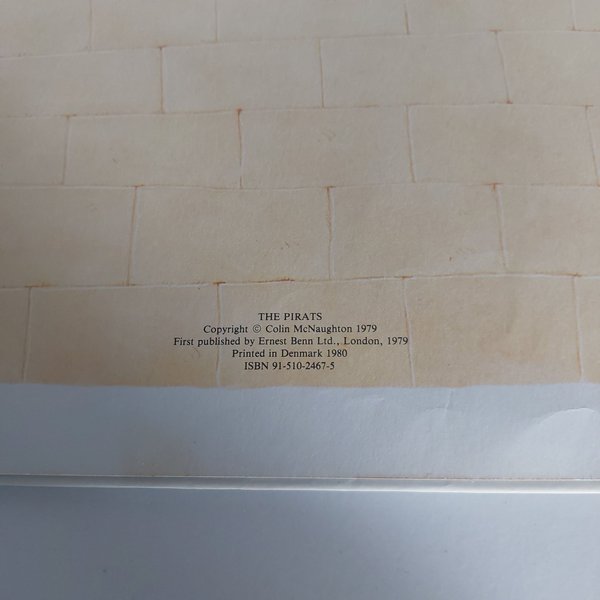 THE PIRATS
Copyright © Colin McNaughton 1979
First published by Ernest Benn Ltd., London, 1979
Printed in Denmark 1980
ISBN 91-510-2467-5